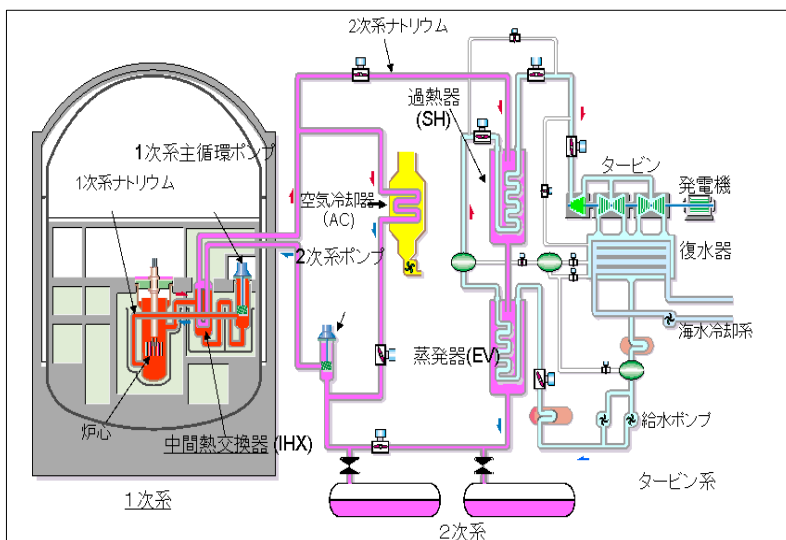 2次系ナトリウム
過熱器
(SH)
1次系主循環ポンプ
1次系ナトリウム
空気冷却器
(AC)
タービン
発電機
復水器
2次系ポンプ
海水冷却系
蒸発器(EV)
炉心
中間熱交換器(IHX)
給水ポンプ
1次系
タービン系
2次系